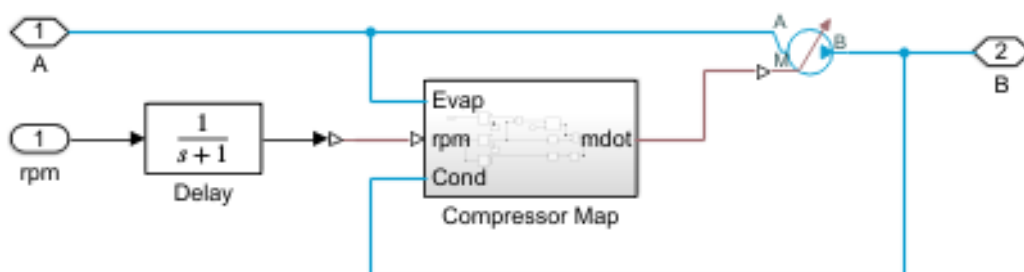 1
A
A
B
M
2
B
Evap
1
rpm
1
s + 1
Delay
rpm
mdot
Cond
Compressor Map